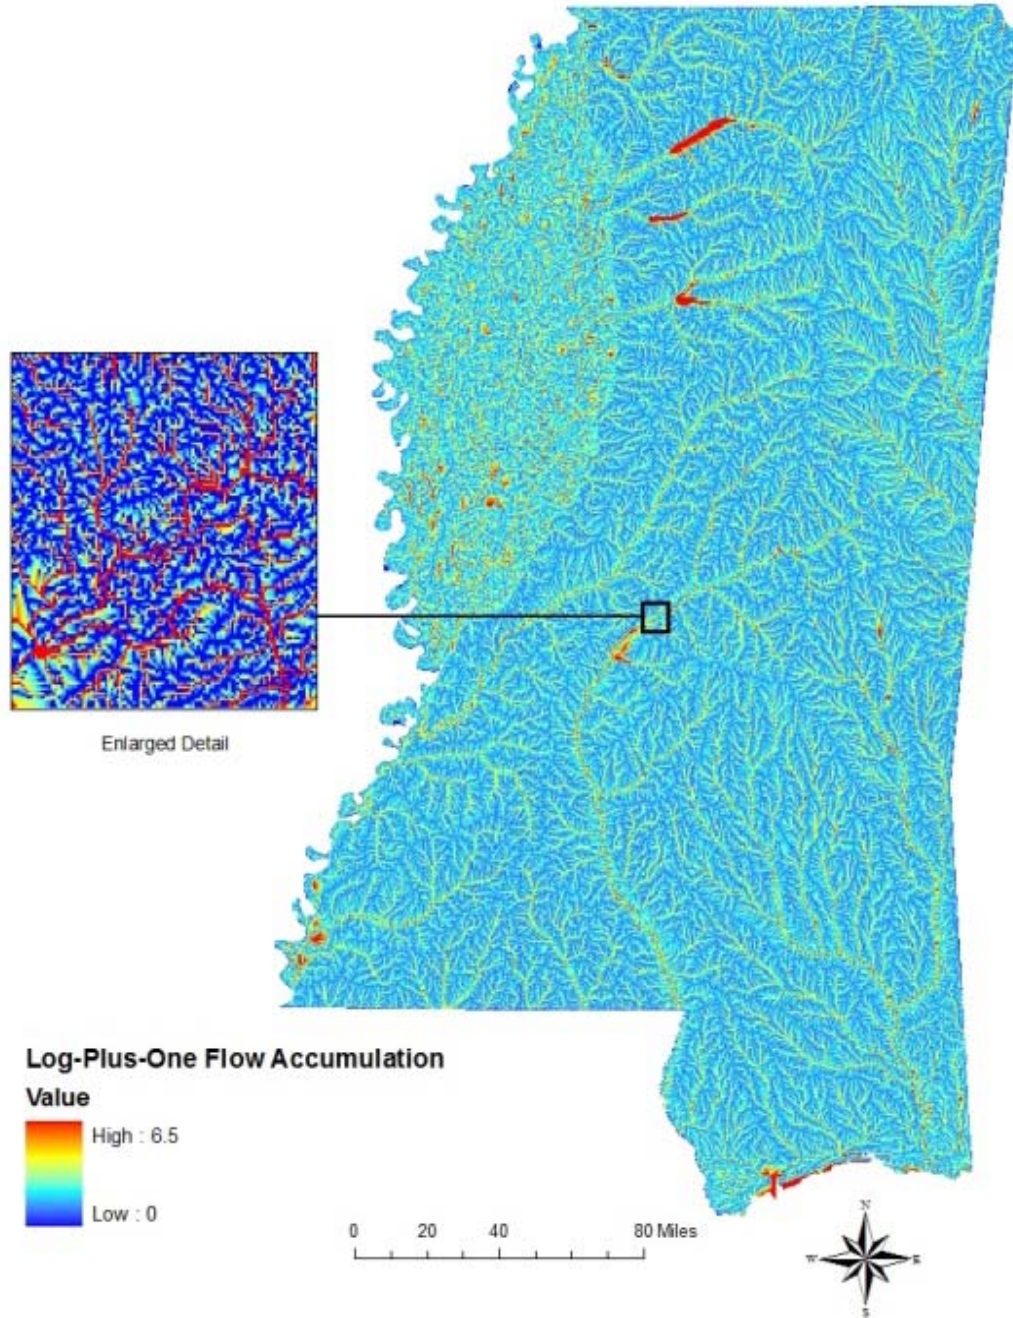 Enlarged Detail
Log-Plus-One Flow Accumulation
Value
High : 6.5
Low : 0
0 20 40 80 Miles
N
W E
S